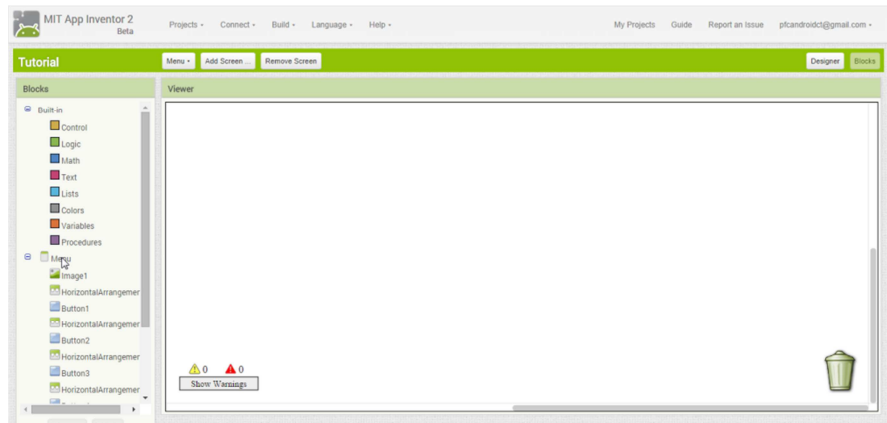 MIT App Inventor 2
Beta
Projects Connect Build Language Help My Projects Guide Report an Issue pfcandroidct@gmail.com
Tutorial Menu Add Screen ... Remove Screen Designer Blocks
Blocks Viewer
Built-in
Control
Logic
Math
Text
Lists
Colors
Variables
Procedures
Menu
Image1
HorizontalArrangemer
Button1
HorizontalArrangemer
Button2
HorizontalArrangemer
Button3
HorizontalArrangemer
0 0
Show Warnings